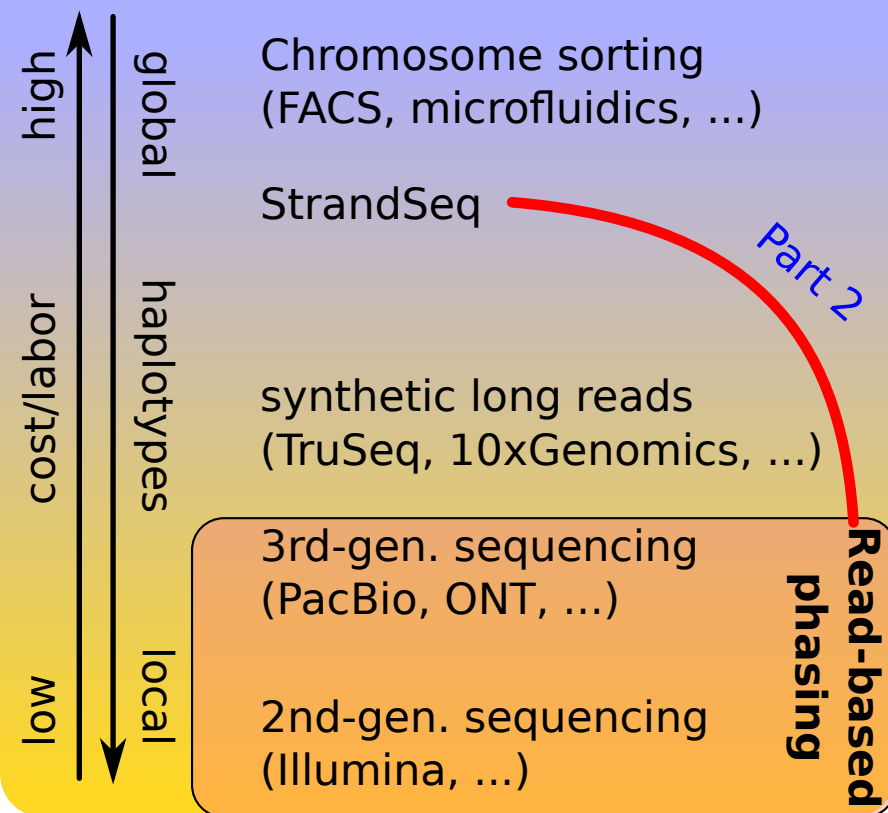 high
cost/labor
low
global
haplotypes
local
Chromosome sorting
(FACS, microfluidics, ...)
StrandSeq
Part 2
synthetic long reads
(TruSeq, 10xGenomics, ...)
3rd-gen. sequencing
(PacBio, ONT, ...)
2nd-gen. sequencing
(Illumina, ...)
Read-based
phasing